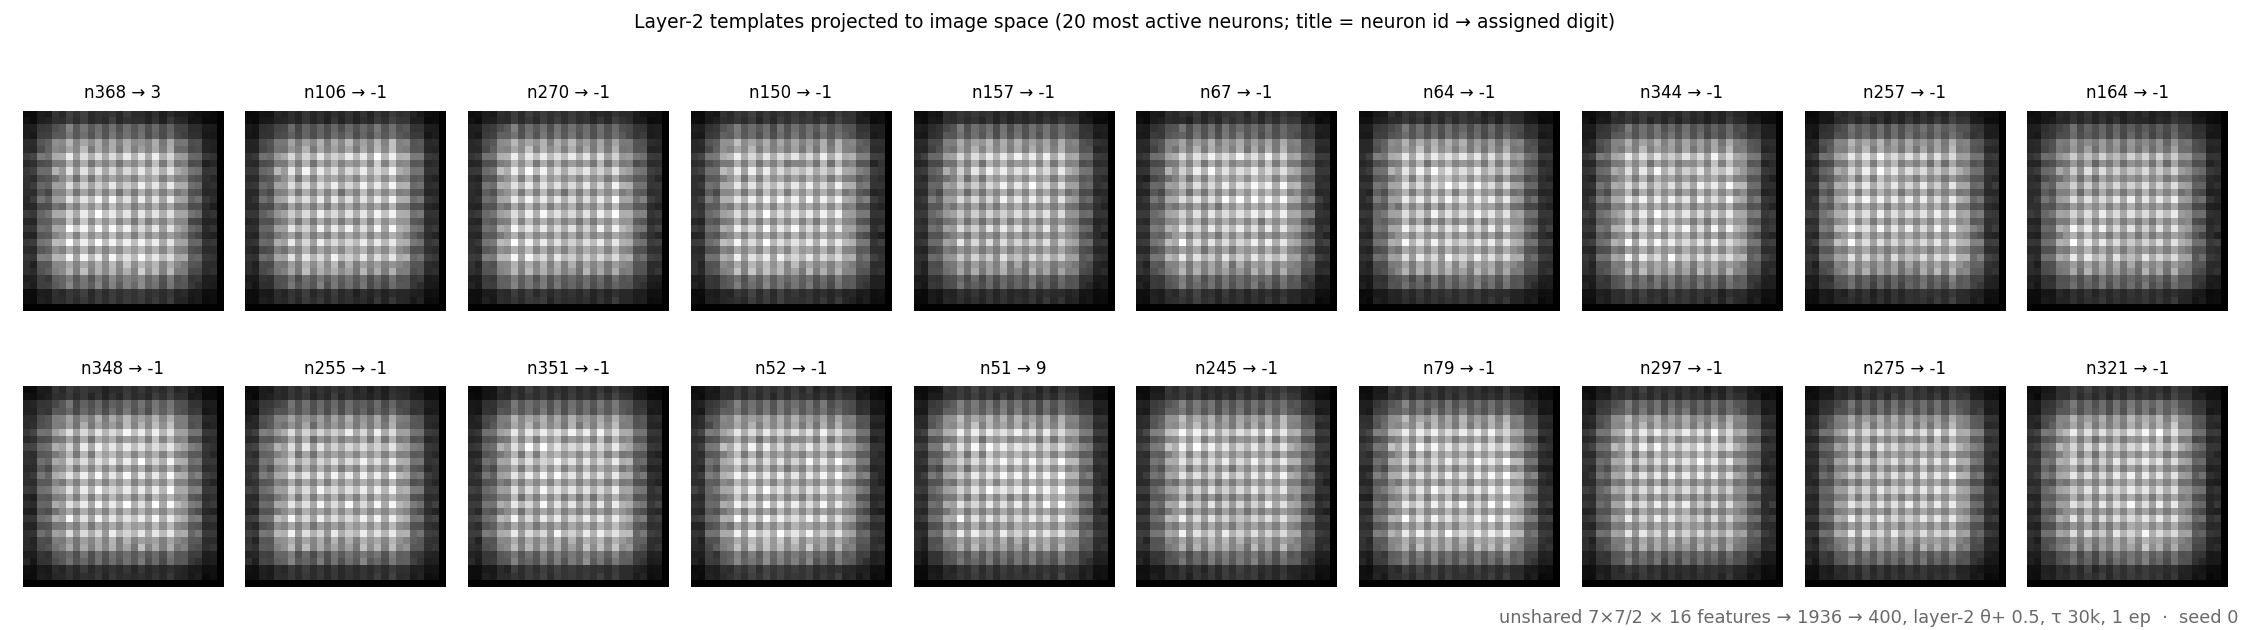 Layer-2 templates projected to image space (20 most active neurons; title = neuron id → assigned digit)
n368 → 3 n106 → -1 n270 → -1 n150 → -1 n157 → -1 n67 → -1 n64 → -1 n344 → -1 n257 → -1 n164 → -1
n348 → -1 n255 → -1 n351 → -1 n52 → -1 n51 → 9 n245 → -1 n79 → -1 n297 → -1 n275 → -1 n321 → -1
unshared 7×7/2 × 16 features → 1936 → 400, layer-2 θ+ 0.5, τ 30k, 1 ep · seed 0